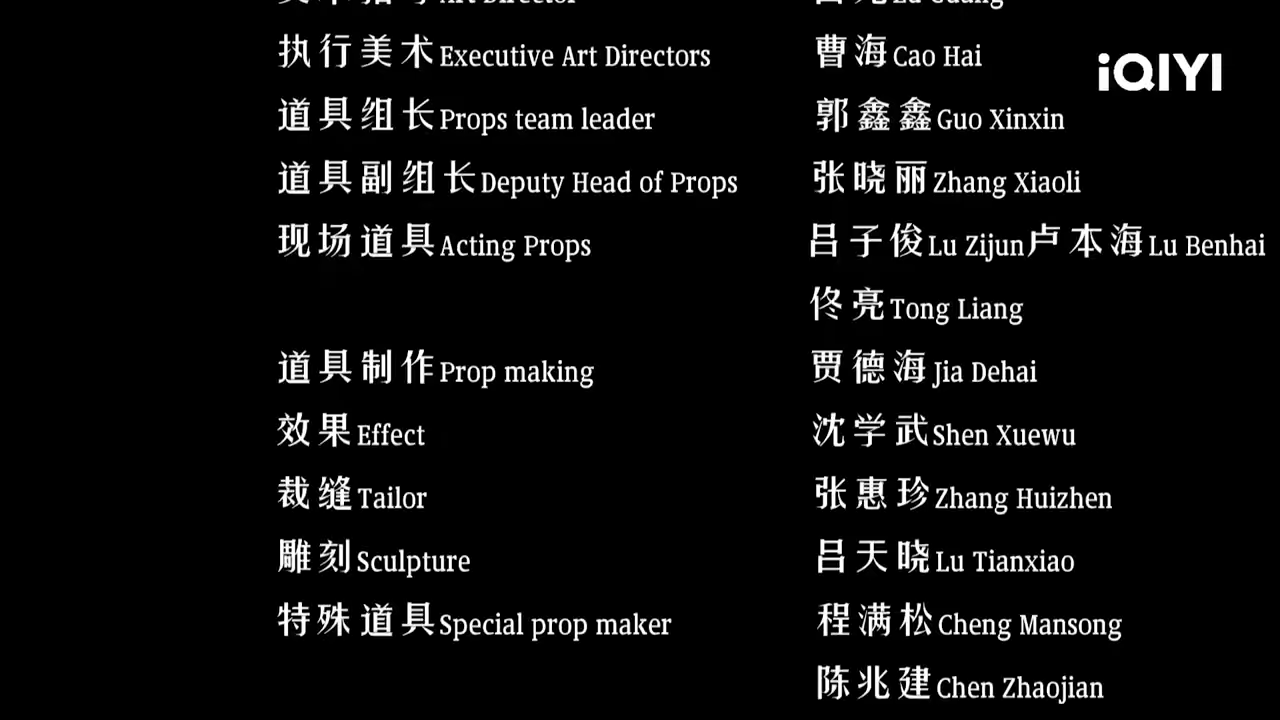 Art Director Lu Guang
执行美术 Executive Art Directors 曹海 Cao Hai
iQIYI
道具组长 Props team leader 郭鑫鑫 Guo Xinxin
道具副组长 Deputy Head of Props 张晓丽 Zhang Xiaoli
现场道具 Acting Props 吕子俊 Lu Zijun 卢本海 Lu Benhai
佟亮 Tong Liang
道具制作 Prop making 贾德海 Jia Dehai
效果 Effect 沈学武 Shen Xuewu
裁缝 Tailor 张惠珍 Zhang Huizhen
雕刻 Sculpture 吕天晓 Lu Tianxiao
特殊道具 Special prop maker 程满松 Cheng Mansong
陈兆建 Chen Zhaojian